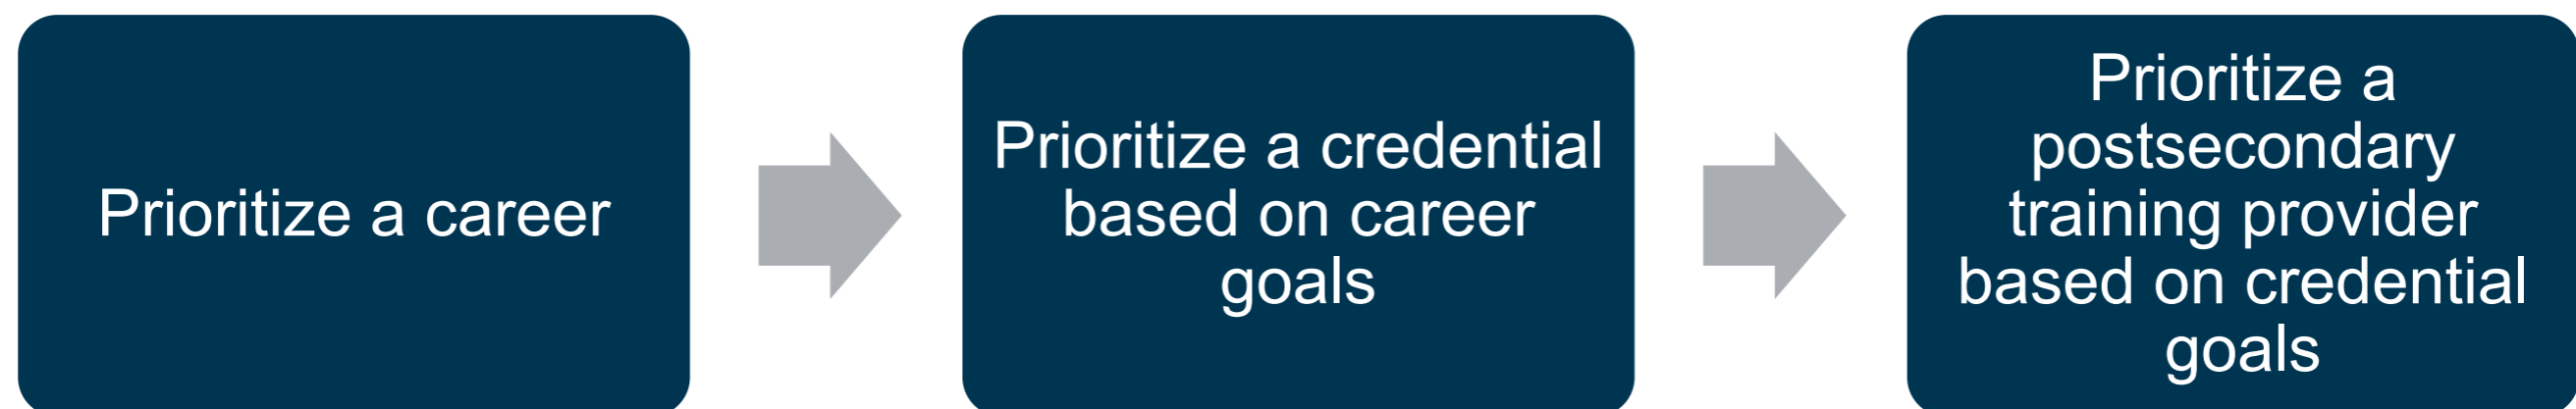 Prioritize a career
Prioritize a credential
based on career
goals
Prioritize a
postsecondary
training provider
based on credential
goals